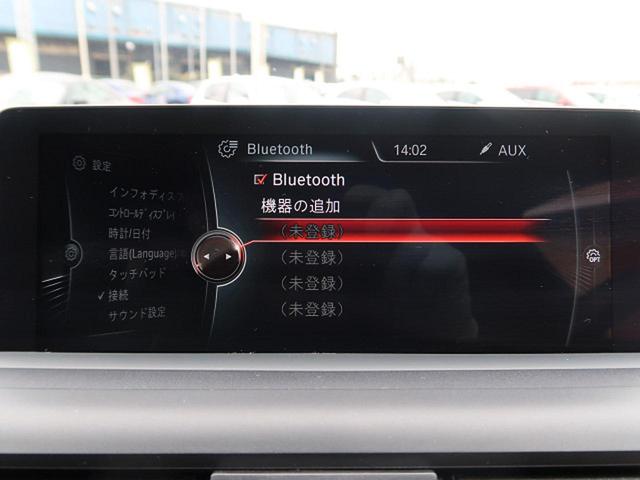 Bluetooth 14:02 AUX
設定
インフォディスプ
コントロールディスプレイ
時計/日付
言語(Language)
タッチパッド
✓ 接続
サウンド設定
Bluetooth
機器の追加
(未登録)
(未登録)
(未登録)
(未登録)
OPT